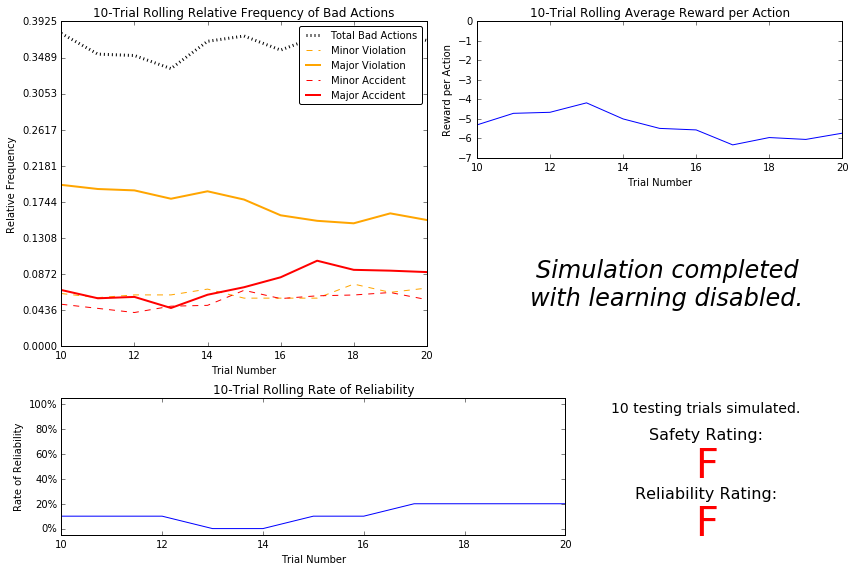 10-Trial Rolling Relative Frequency of Bad Actions
0.3925
0.3489
0.3053
0.2617
0.2181
0.1744
0.1308
0.0872
0.0436
0.0000
Relative Frequency
Total Bad Actions
Minor Violation
Major Violation
Minor Accident
Major Accident
10 12 14 16 18 20
Trial Number
10-Trial Rolling Average Reward per Action
0
−1
−2
−3
−4
−5
−6
−7
Reward per Action
10 12 14 16 18 20
Trial Number
Simulation completed
with learning disabled.
10-Trial Rolling Rate of Reliability
100%
80%
60%
40%
20%
0%
Rate of Reliability
10 12 14 16 18 20
Trial Number
10 testing trials simulated.
Safety Rating:
F
Reliability Rating:
F